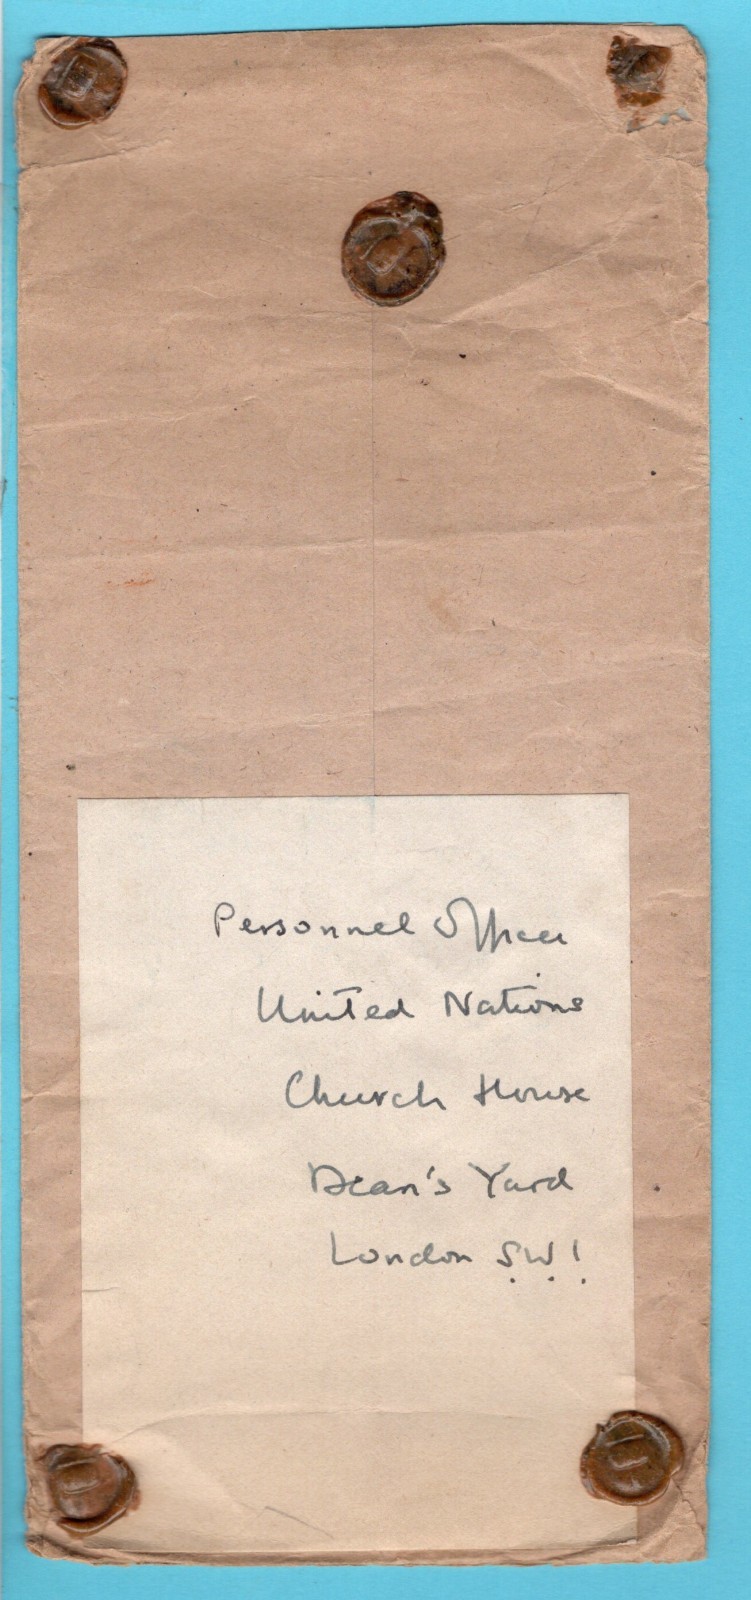 Personnel Officer
United Nations
Church House
Dean's Yard
London S.W.1.